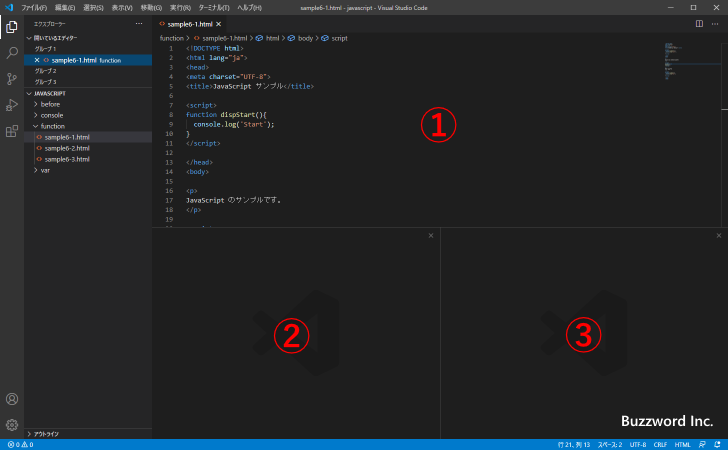 ファイル(F) 編集(E) 選択(S) 表示(V) 移動(G) 実行(R) ターミナル(T) ヘルプ(H) sample6-1.html - javascript - Visual Studio Code
エクスプローラー
開いているエディター
グループ 1
sample6-1.html function
グループ 2
グループ 3
JAVASCRIPT
before
console
function
sample6-1.html
sample6-2.html
sample6-3.html
var
アウトライン
sample6-1.html
function > sample6-1.html > html > body > script
1 <!DOCTYPE html>
2 <html lang="ja">
3 <head>
4 <meta charset="UTF-8">
5 <title>JavaScript サンプル</title>
6
7 <script>
8 function dispStart(){
9 console.log('Start');
10 }
11 </script>
12
13 </head>
14 <body>
15
16 <p>
17 JavaScript のサンプルです。
18 </p>
19
①
②
③
Buzzword Inc.
0 0 行 21、列 13 スペース: 2 UTF-8 CRLF HTML